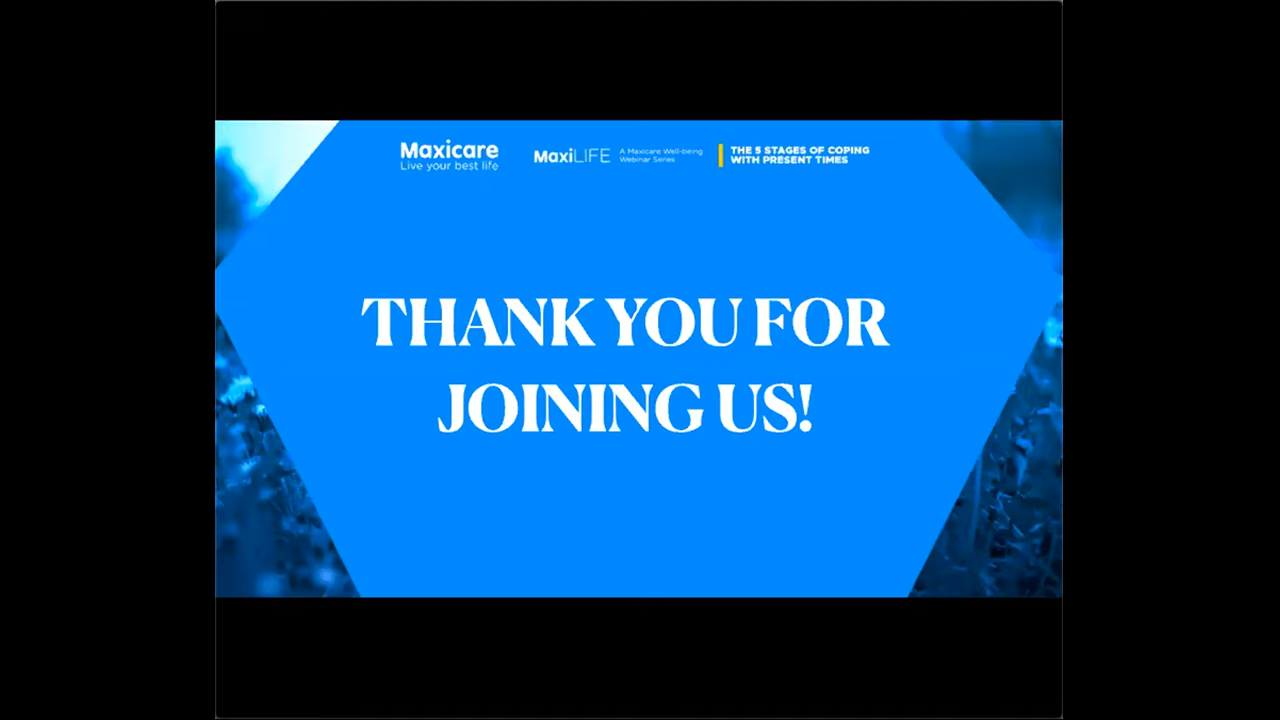 Maxicare
Live your best life
MaxiLIFE
A Maxicare Well-being
Webinar Series
THE 5 STAGES OF COPING
WITH PRESENT TIMES
THANK YOU FOR
JOINING US!